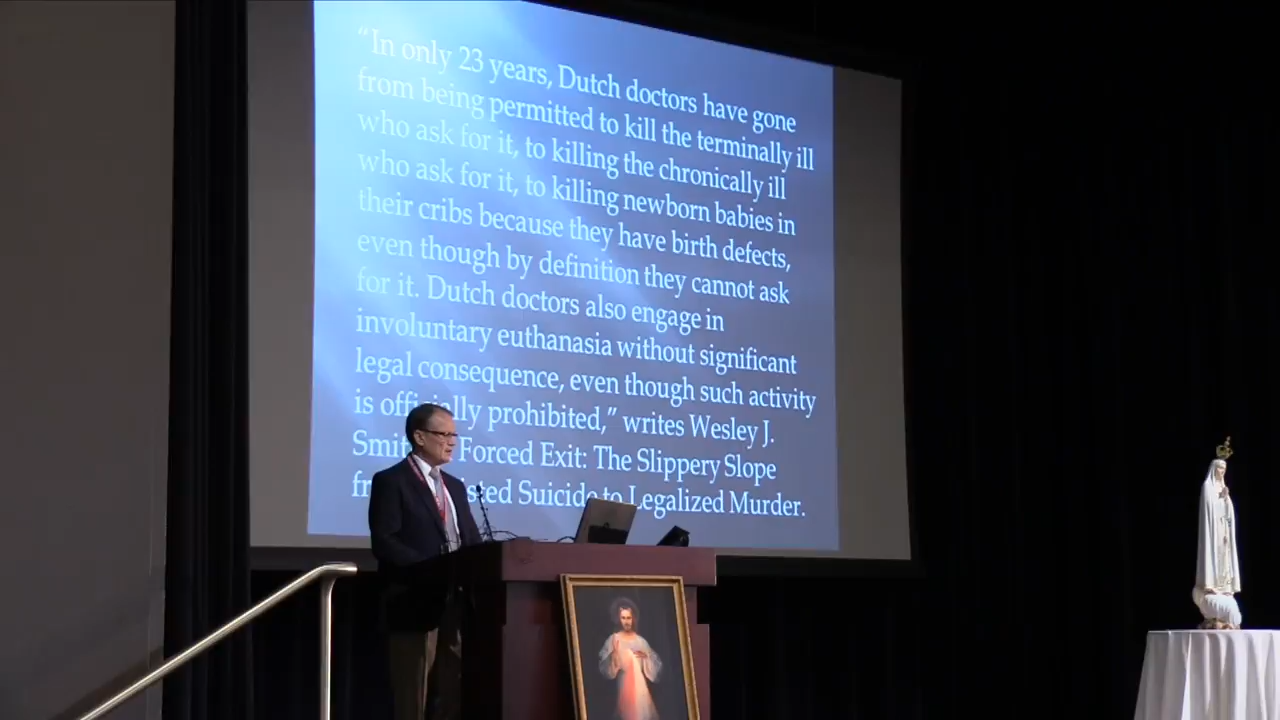 “In only 23 years, Dutch doctors have gone
from being permitted to kill the terminally ill
who ask for it, to killing the chronically ill
who ask for it, to killing newborn babies in
their cribs because they have birth defects,
even though by definition they cannot ask
for it. Dutch doctors also engage in
involuntary euthanasia without significant
legal consequence, even though such activity
is officially prohibited,” writes Wesley J.
Forced Exit: The Slippery Slope
Suicide to Legalized Murder.